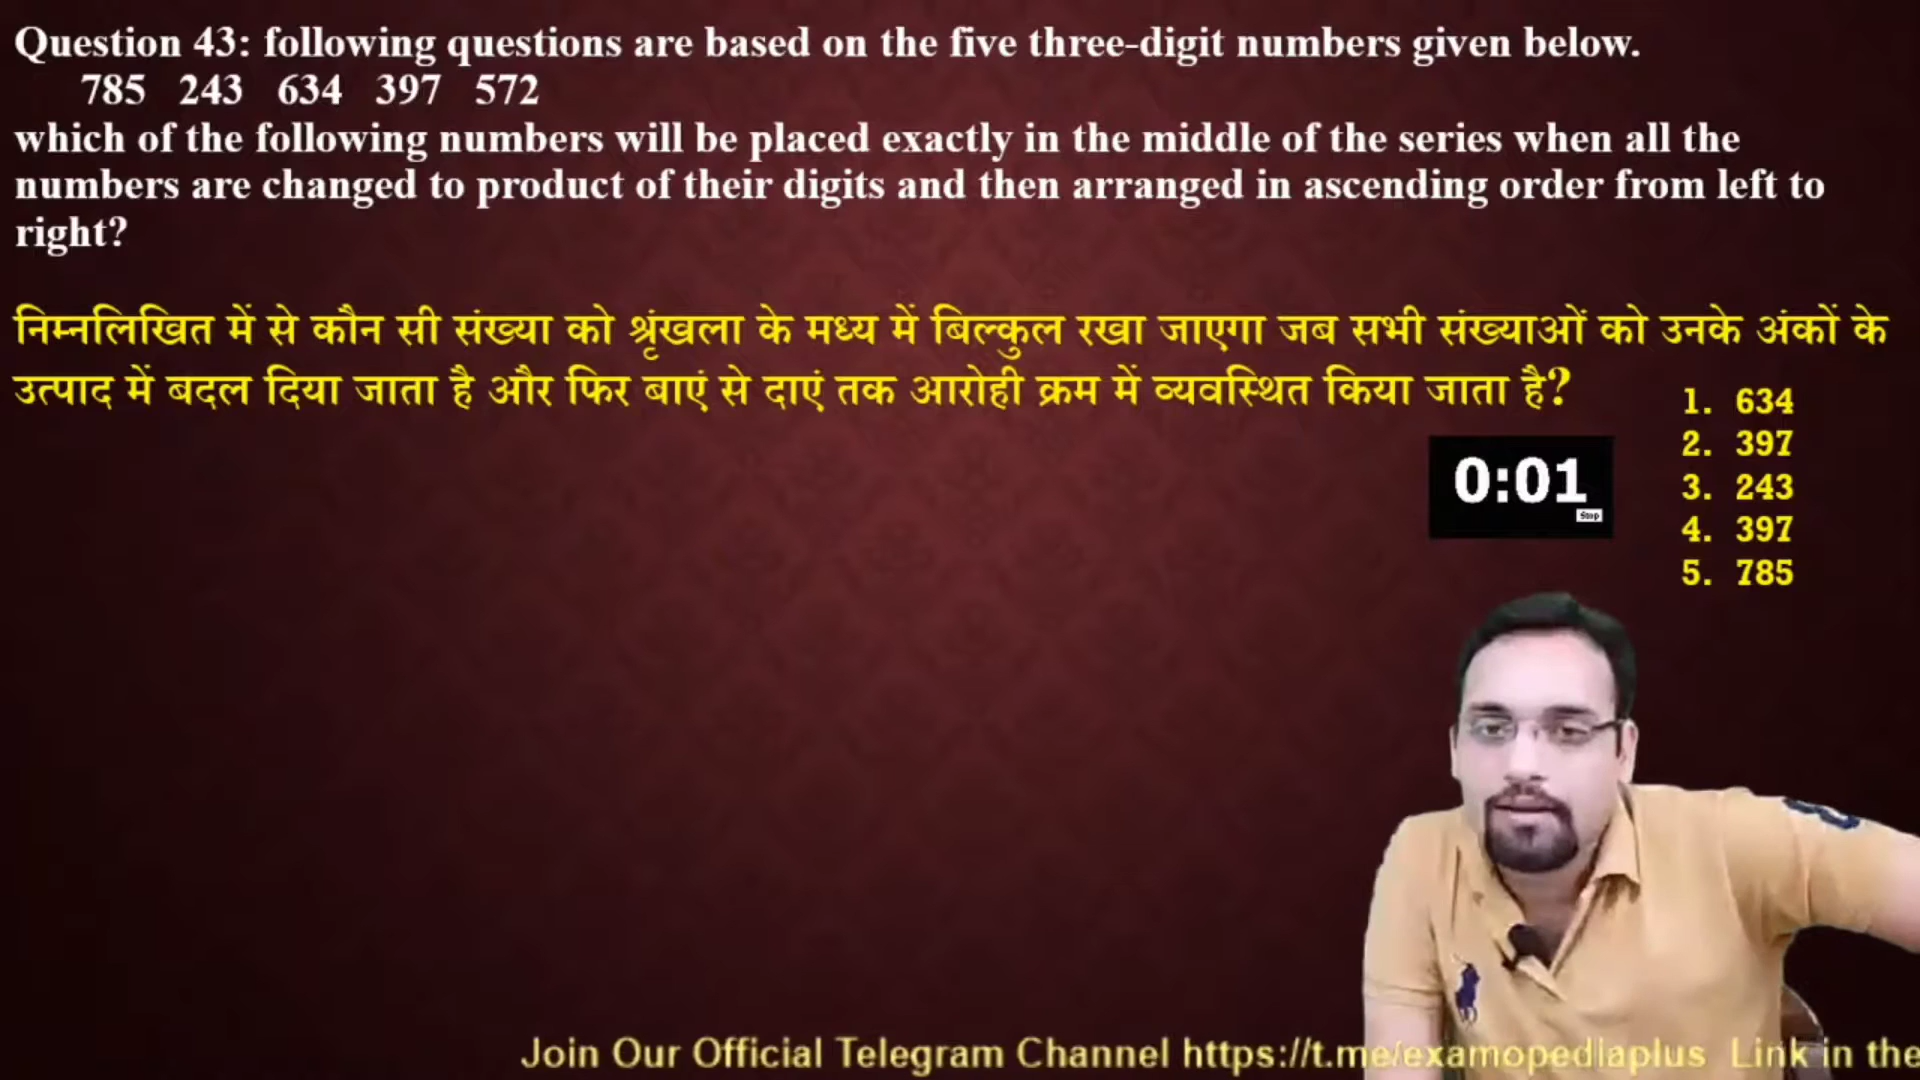 Question 43: following questions are based on the five three-digit numbers given below.
785 243 634 397 572
which of the following numbers will be placed exactly in the middle of the series when all the
numbers are changed to product of their digits and then arranged in ascending order from left to
right?
निम्नलिखित में से कौन सी संख्या को श्रृंखला के मध्य में बिल्कुल रखा जाएगा जब सभी संख्याओं को उनके अंकों के
उत्पाद में बदल दिया जाता है और फिर बाएं से दाएं तक आरोही क्रम में व्यवस्थित किया जाता है?
1. 634
2. 397
3. 243
4. 397
5. 785
0:01
Stop
Join Our Official Telegram Channel https://t.me/examopediaplus Link in the